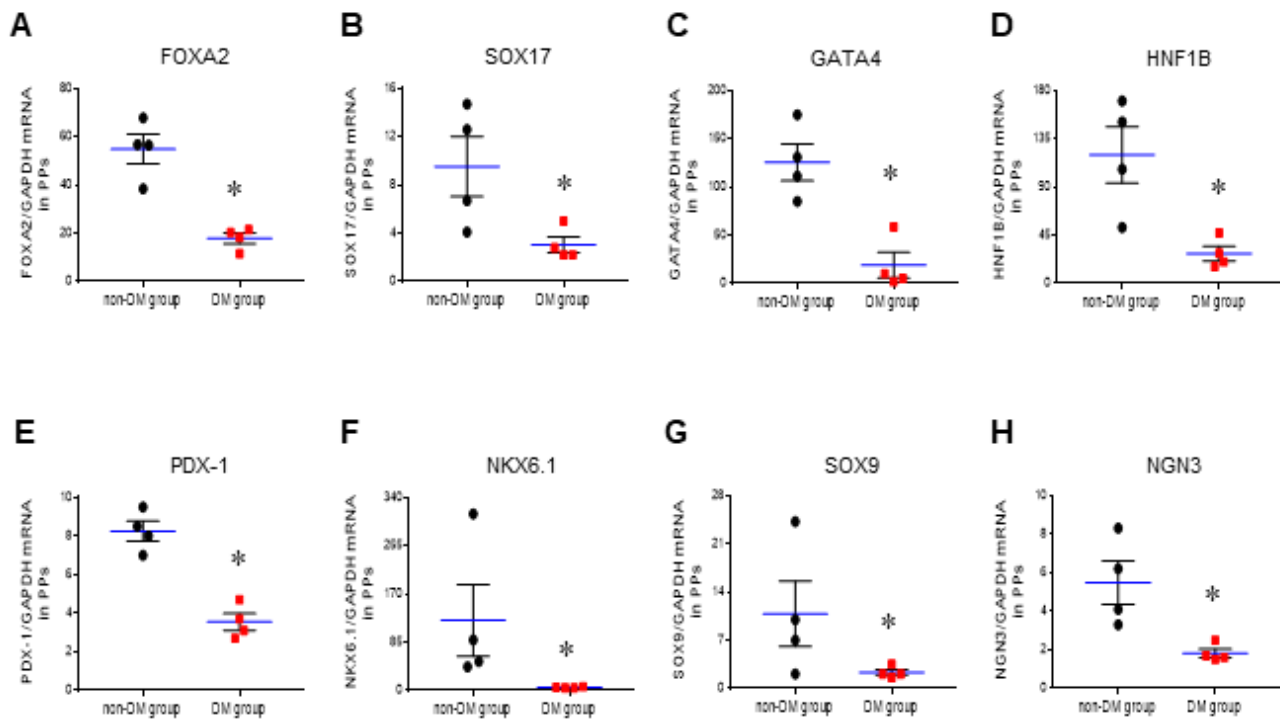 A
FOXA2
FOXA2/GAPDH mRNA
in PPs
80
60
40
20
0
*
non-DM group
DM group
B
SOX17
SOX17/GAPDH mRNA
in PPs
16
12
8
4
0
*
non-DM group
DM group
C
GATA4
GATA4/GAPDH mRNA
in PPs
200
150
100
50
0
*
non-DM group
DM group
D
HNF1B
HNF1B/GAPDH mRNA
in PPs
180
135
90
45
0
*
non-DM group
DM group
E
PDX-1
PDX-1/GAPDH mRNA
in PPs
10
8
6
4
2
0
*
non-DM group
DM group
F
NKX6.1
NKX6.1/GAPDH mRNA
in PPs
340
255
170
85
0
*
non-DM group
DM group
G
SOX9
SOX9/GAPDH mRNA
in PPs
28
21
14
7
0
*
non-DM group
DM group
H
NGN3
NGN3/GAPDH mRNA
in PPs
10
8
6
4
2
0
*
non-DM group
DM group